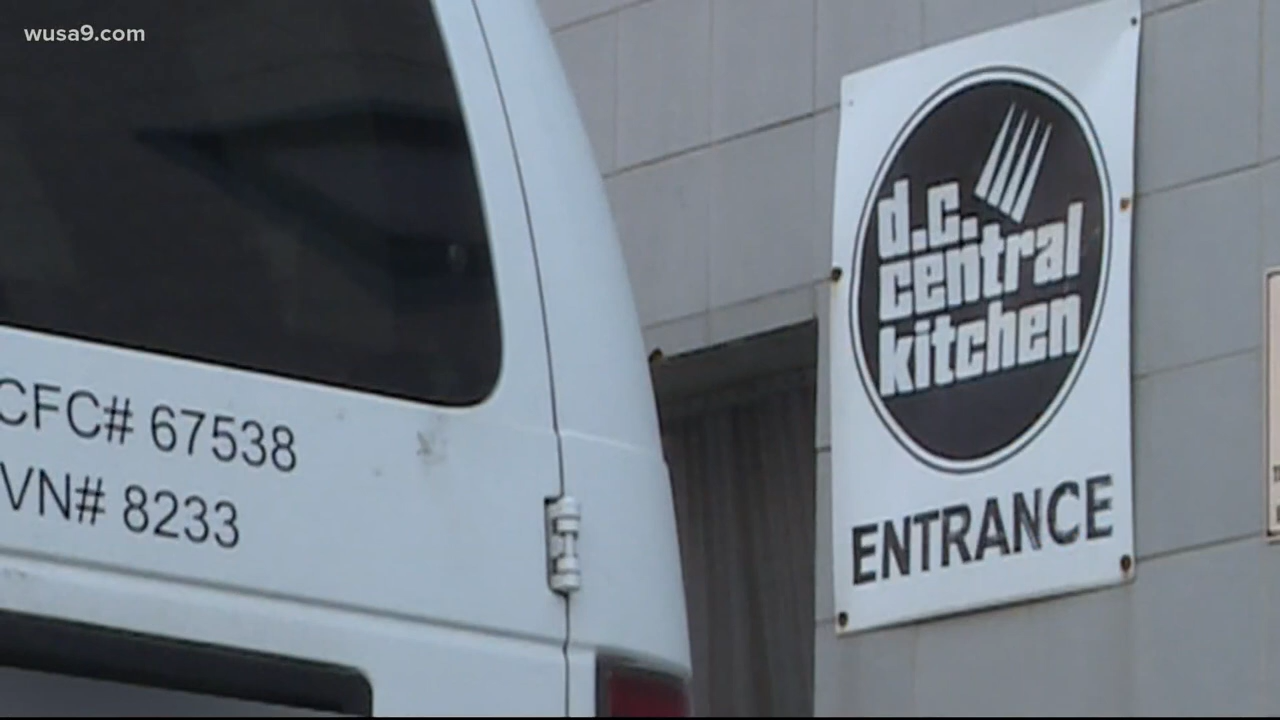 wusa9.com
CFC# 67538
VN# 8233
d.c.
central
kitchen
ENTRANCE